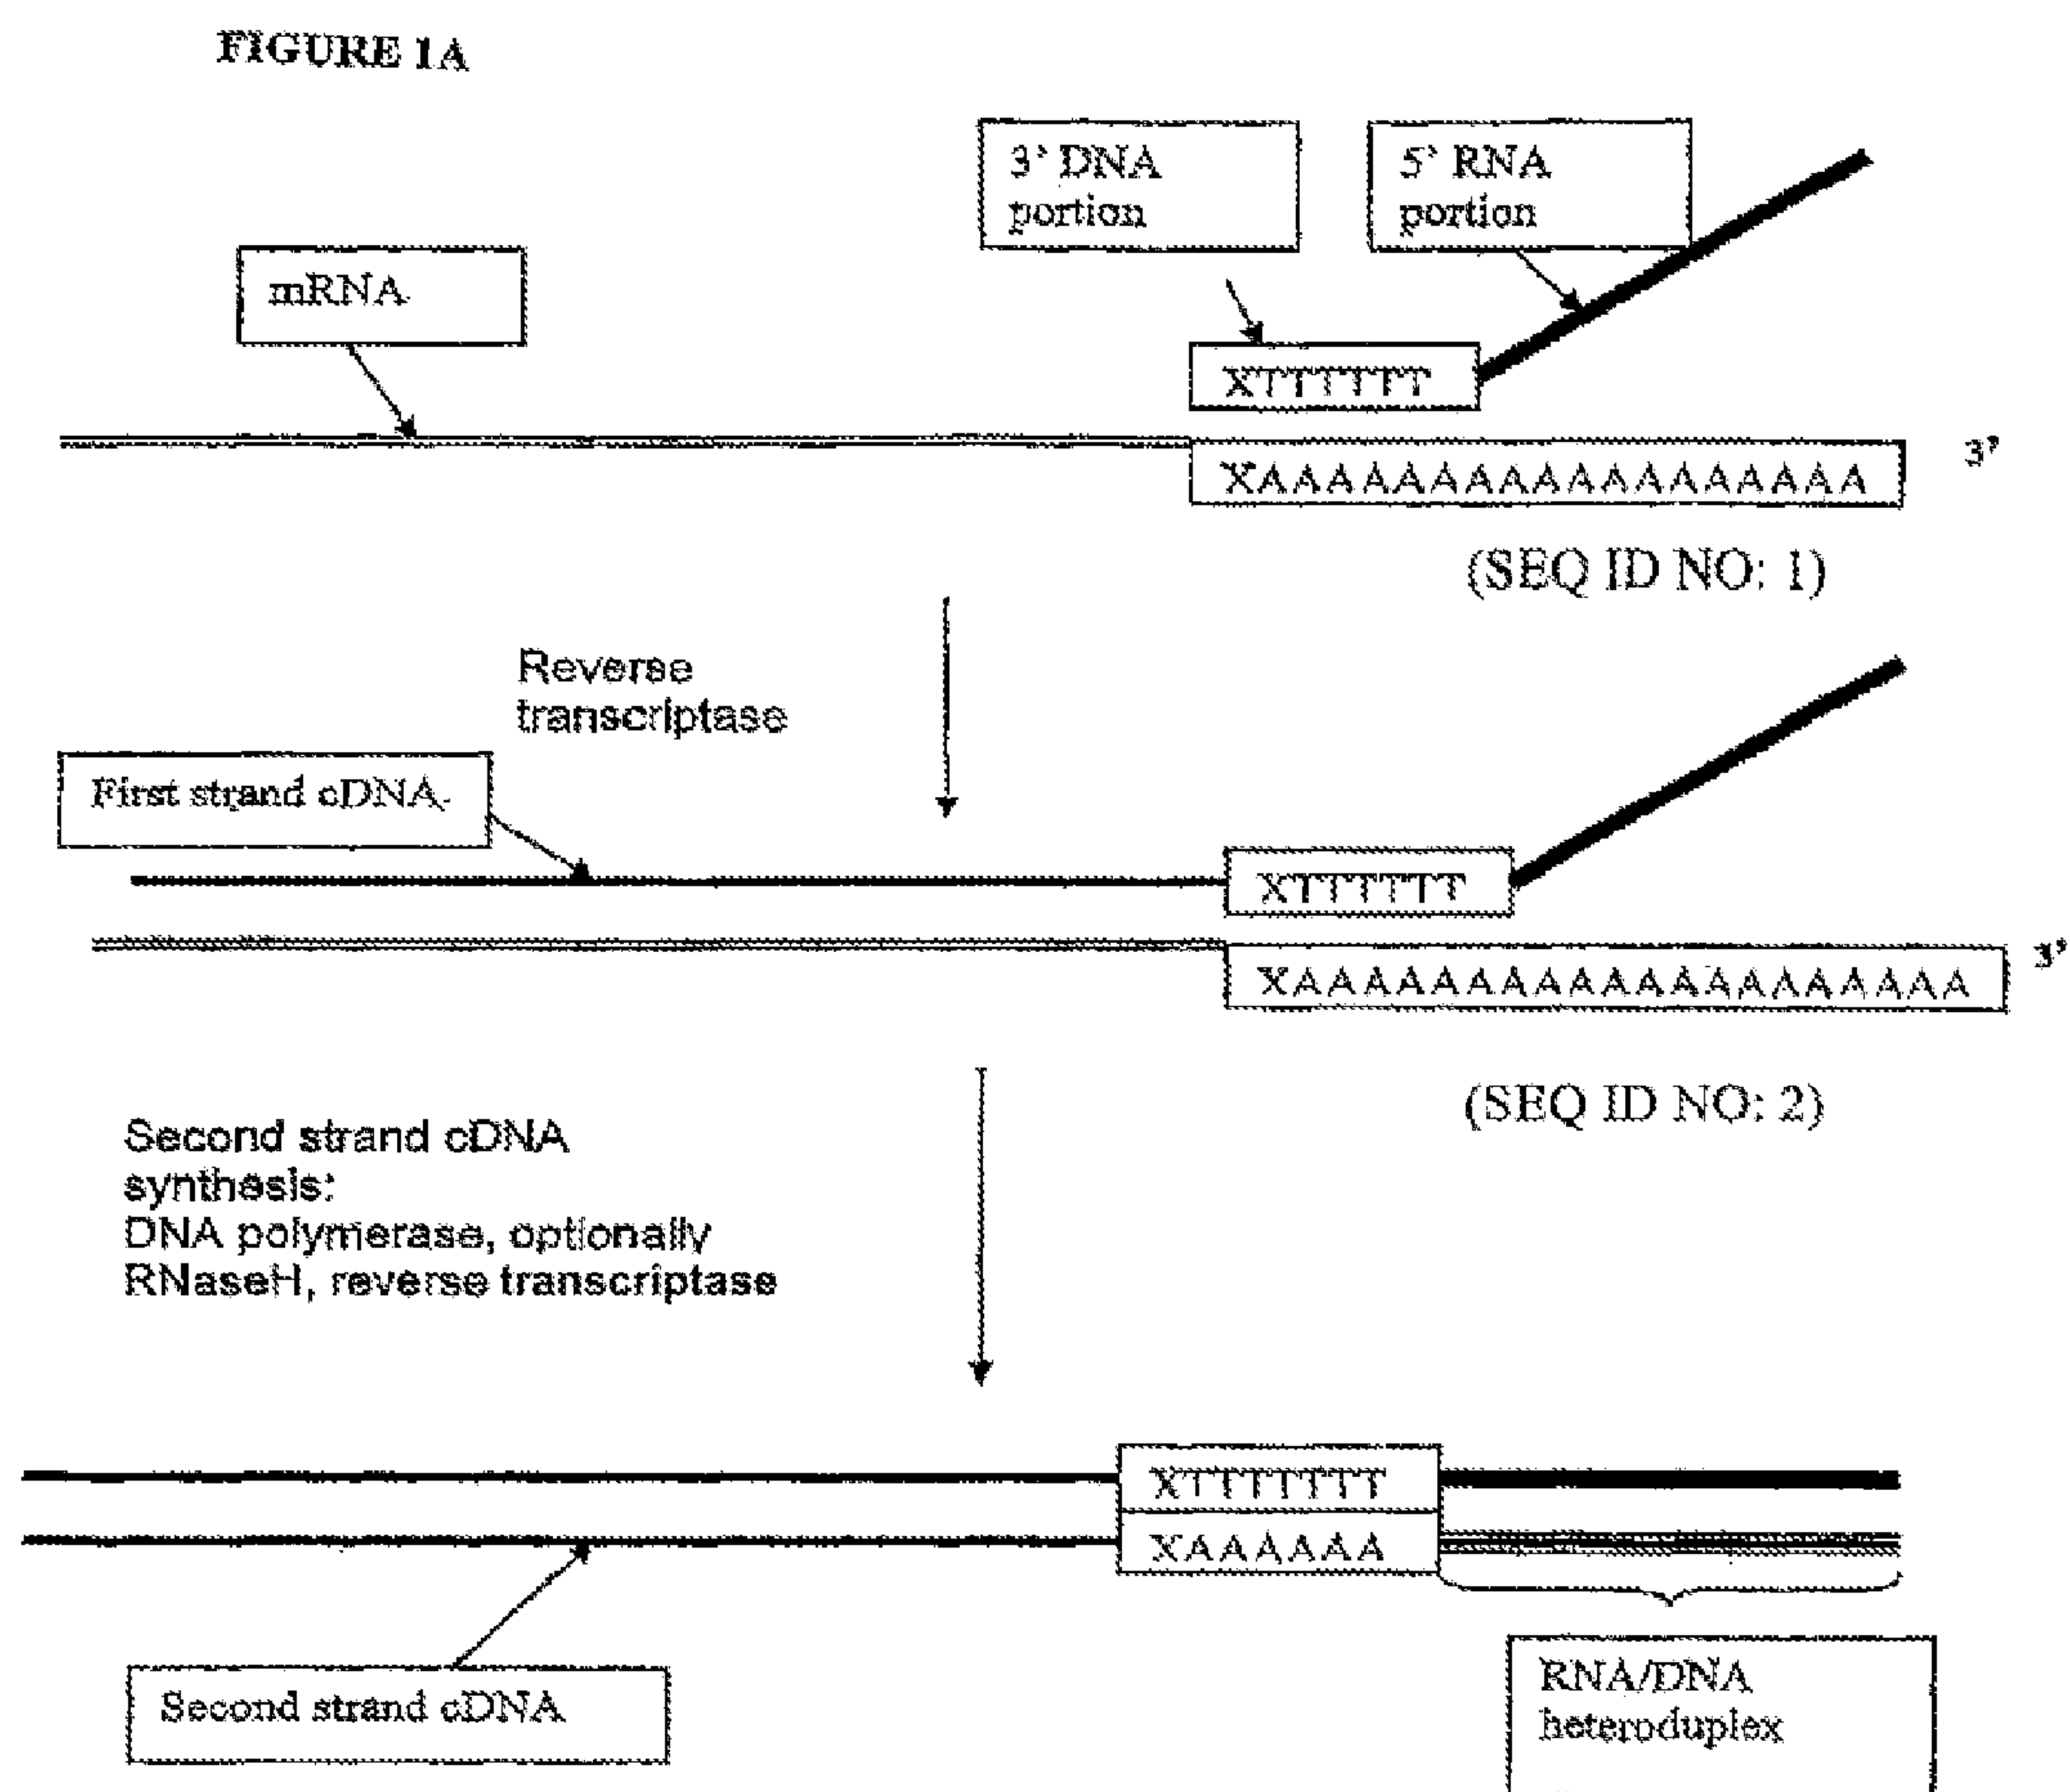 FIGURE 1A
3' DNA
portion
5' RNA
portion
mRNA
XTTTTTT
3'
XAAAAAAAAAAAAAAAAAA
(SEQ ID NO: 1)
Reverse
transcriptase
First strand cDNA
XTTTTTT
3'
XAAAAAAAAAAAAAAAAAAAA
(SEQ ID NO: 2)
Second strand cDNA
synthesis:
DNA polymerase, optionally
RNaseH, reverse transcriptase
XTTTTTTT
XAAAAAA
Second strand cDNA
RNA/DNA
heteroduplex